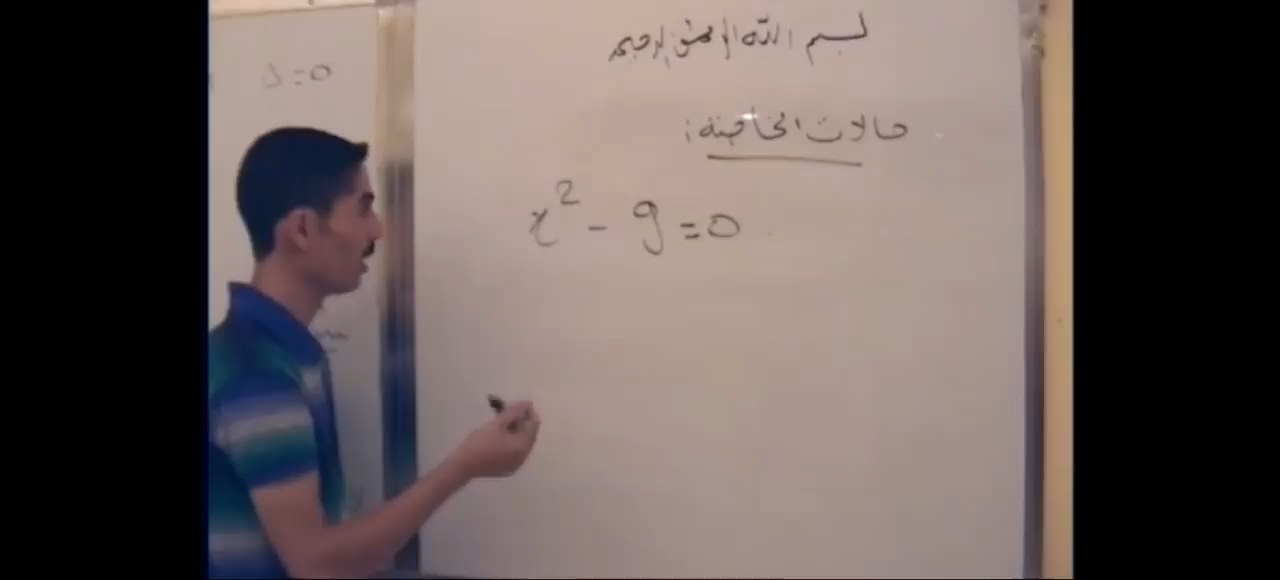 بسم الله الرحمن الرحيم
حالات الخاصة:
x² - 9 = 0
Δ = 0